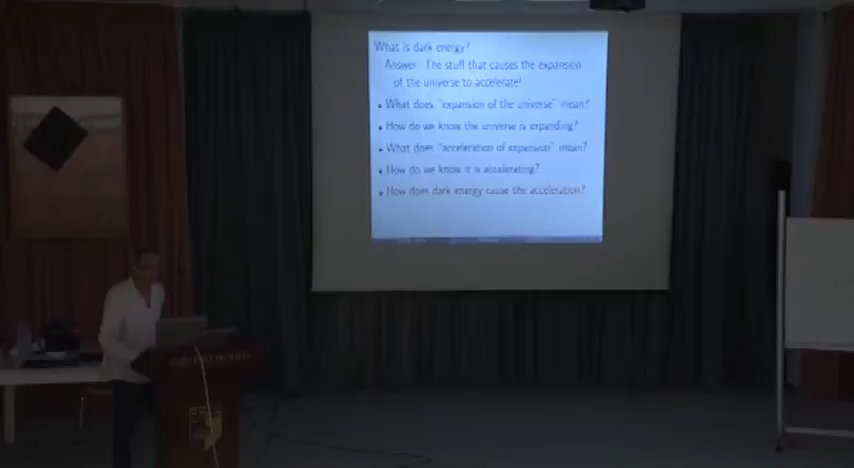 What is dark energy?
Answer: The stuff that causes the expansion
of the universe to accelerate!
• What does "expansion of the universe" mean?
• How do we know the universe is expanding?
• What does "acceleration of expansion" mean?
• How do we know it is accelerating?
• How does dark energy cause the acceleration?